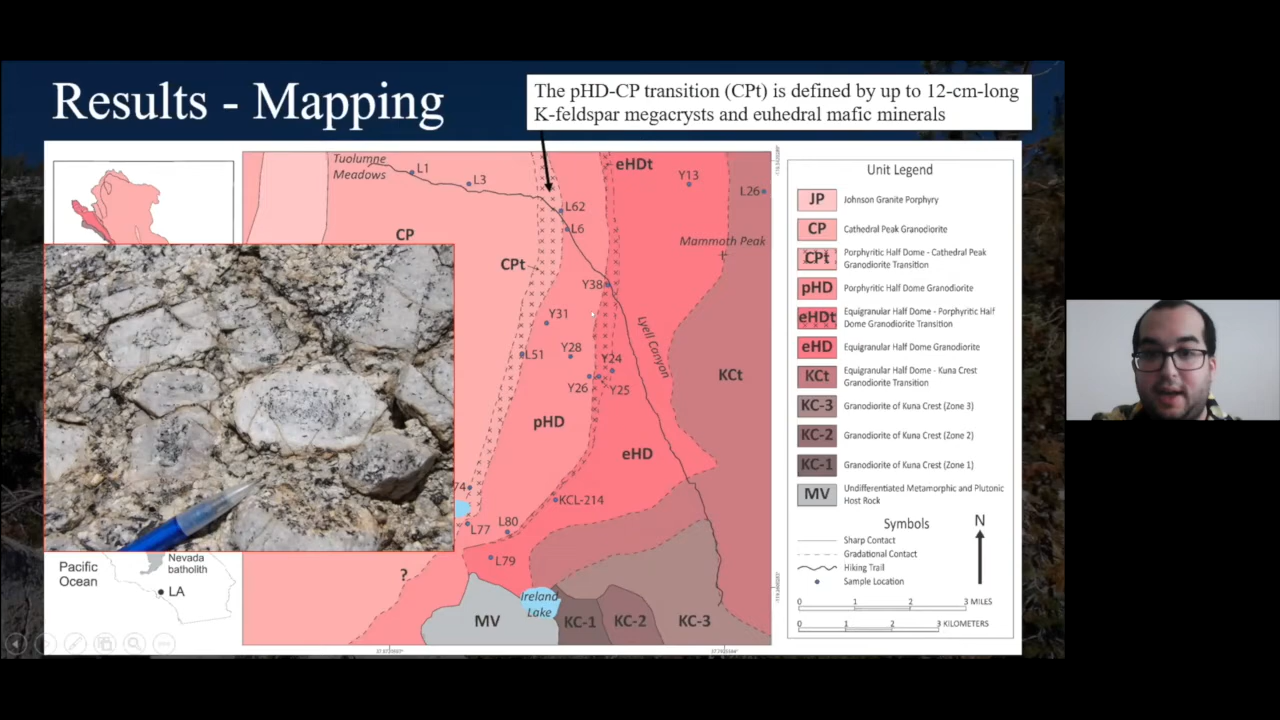 Results - Mapping
The pHD-CP transition (CPt) is defined by up to 12-cm-long
K-feldspar megacrysts and euhedral mafic minerals
Tuolumne
Meadows
L1
L3
CP
CPt
L62
L6
eHDt
Y13
L26
Mammoth Peak
Y38
Y31
L51
Y28
Y24
Y26
Y25
Lyell Canyon
KCt
pHD
eHD
74
L77
L80
KCL-214
L79
?
Ireland
Lake
MV
KC-1
KC-2
KC-3
Pacific
Ocean
Nevada
batholith
LA
Unit Legend
JP Johnson Granite Porphyry
CP Cathedral Peak Granodiorite
CPt Porphyritic Half Dome - Cathedral Peak
Granodiorite Transition
pHD Porphyritic Half Dome Granodiorite
eHDt Equigranular Half Dome - Porphyritic Half
Dome Granodiorite Transition
eHD Equigranular Half Dome Granodiorite
KCt Equigranular Half Dome - Kuna Crest
Granodiorite Transition
KC-3 Granodiorite of Kuna Crest (Zone 3)
KC-2 Granodiorite of Kuna Crest (Zone 2)
KC-1 Granodiorite of Kuna Crest (Zone 1)
MV Undifferentiated Metamorphic and Plutonic
Host Rock
Symbols
Sharp Contact
Gradational Contact
Hiking Trail
Sample Location
N
0 1 2 3 MILES
0 1 2 3 KILOMETERS